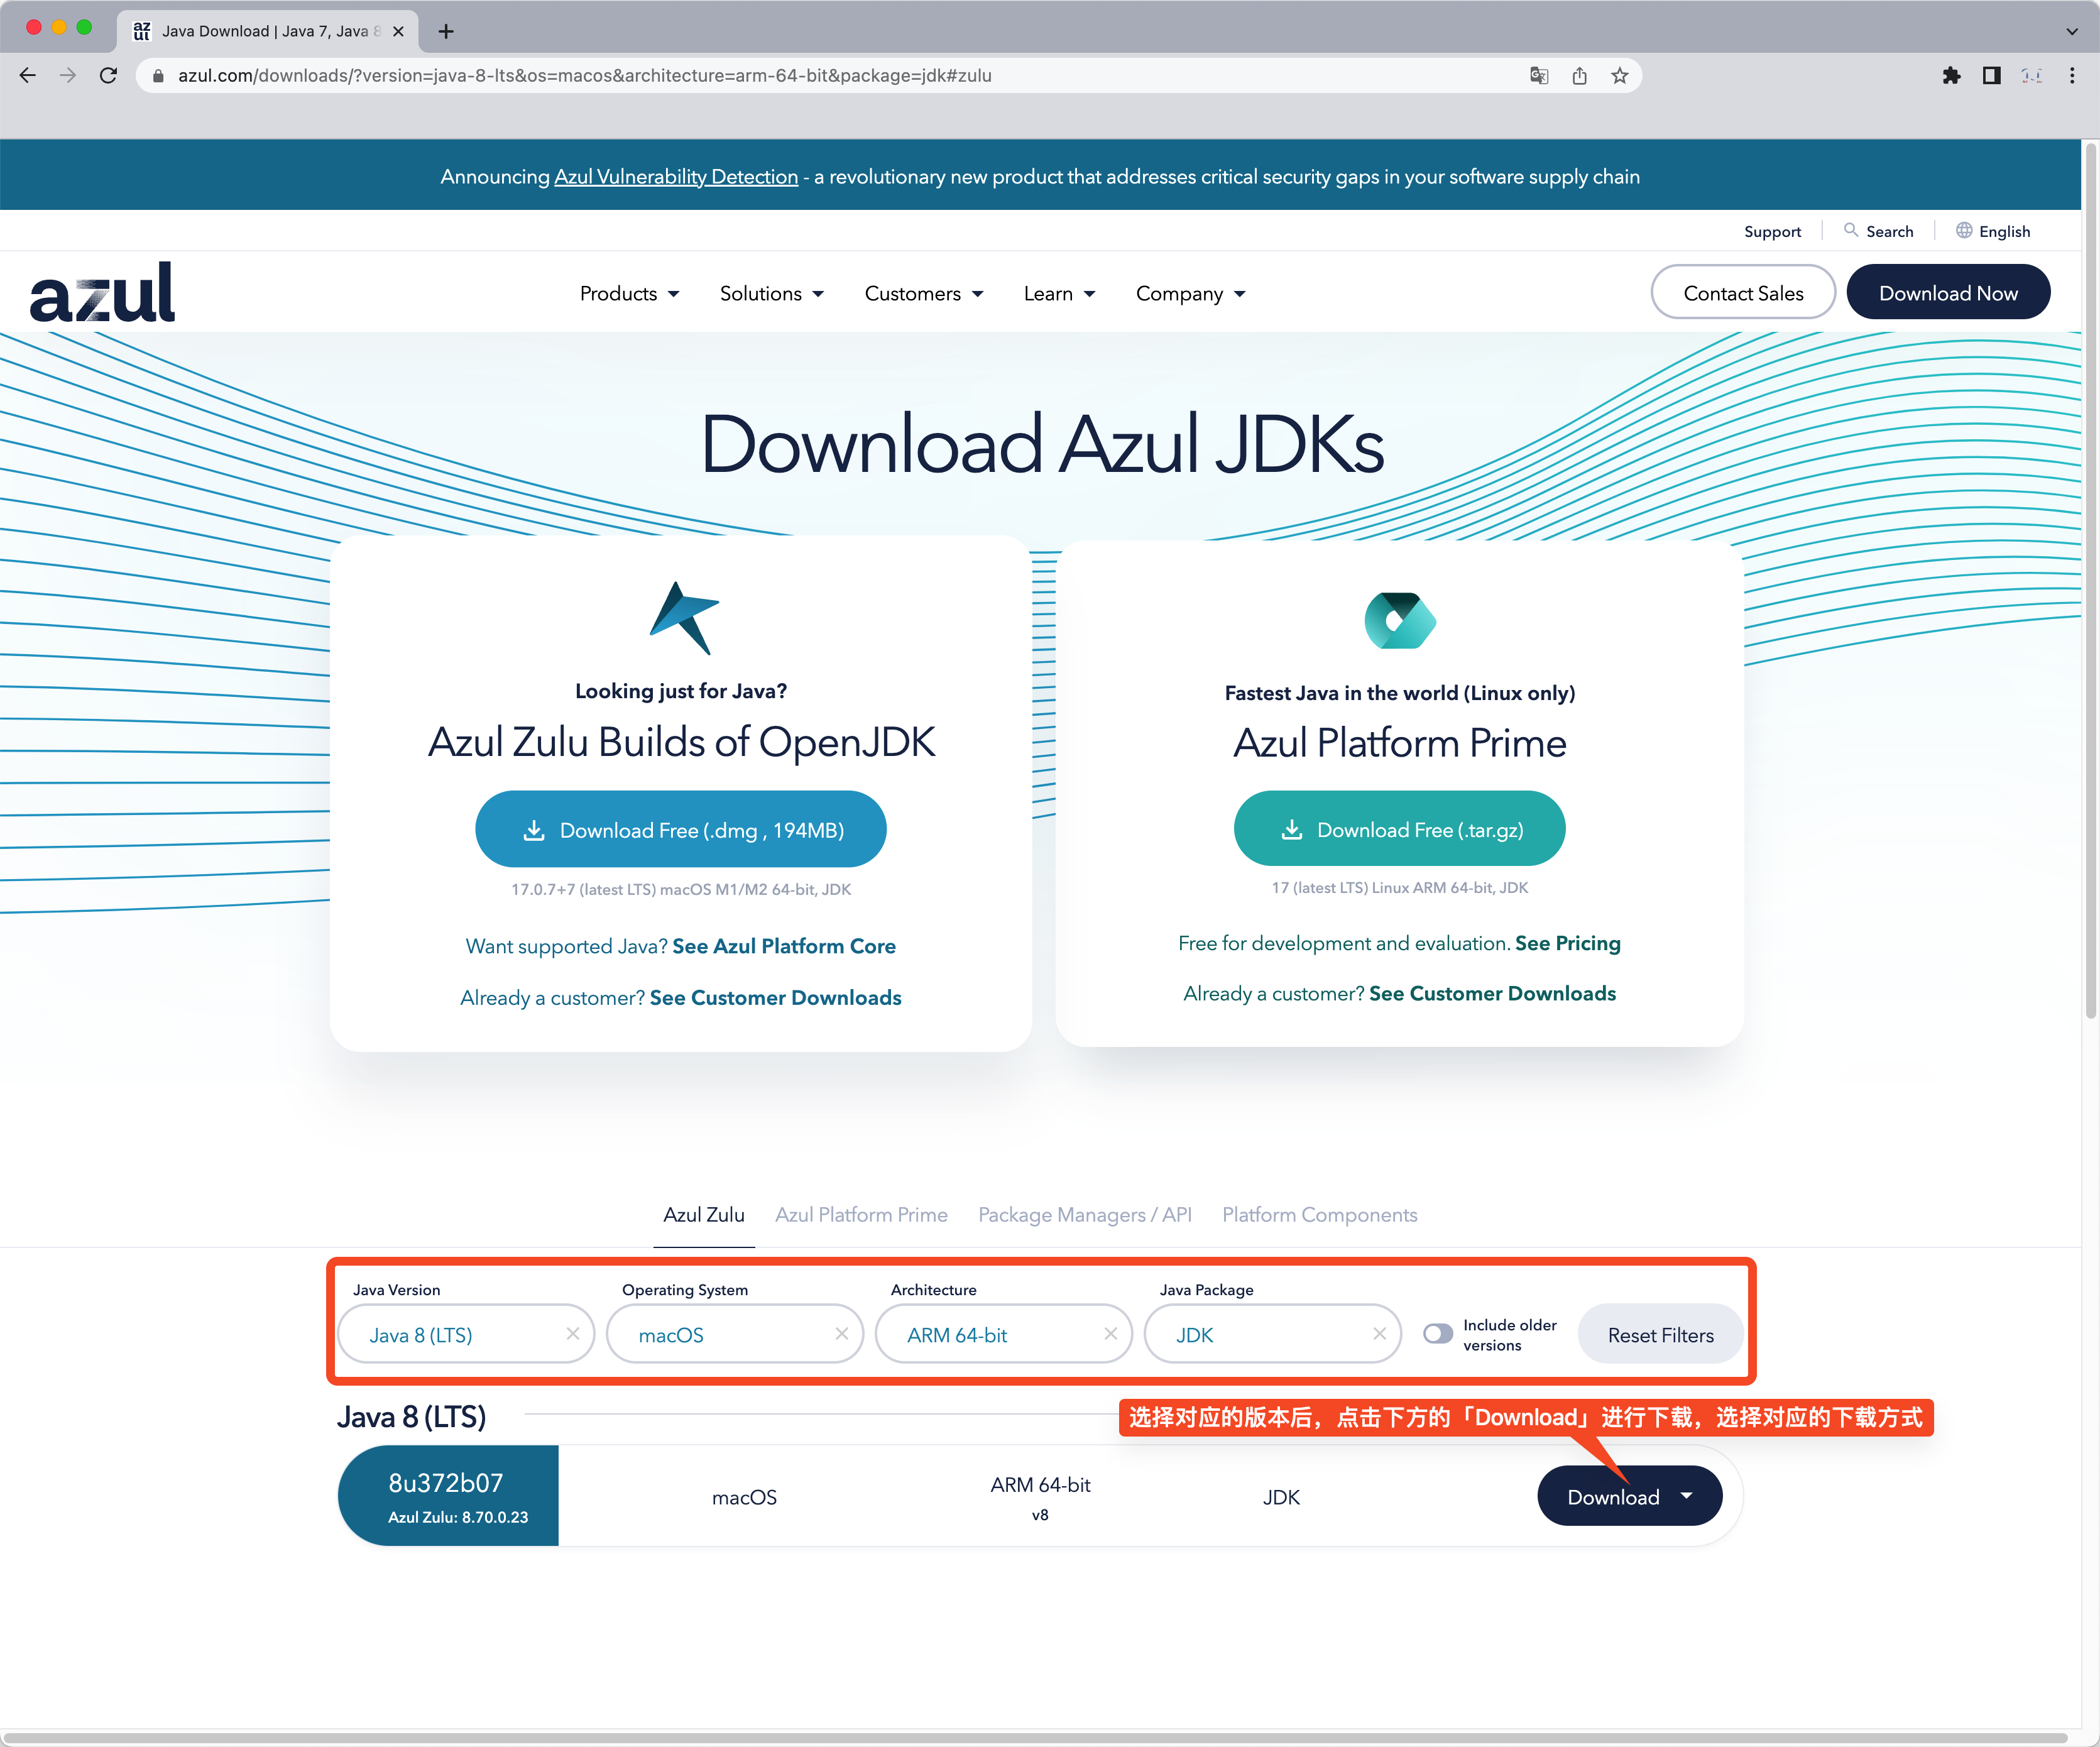 az
ul
Java Download | Java 7, Java 8
azul.com/downloads/?version=java-8-lts&os=macos&architecture=arm-64-bit&package=jdk#zulu
Announcing Azul Vulnerability Detection - a revolutionary new product that addresses critical security gaps in your software supply chain
Support
Search
English
azul
Products
Solutions
Customers
Learn
Company
Contact Sales
Download Now
Download Azul JDKs
Looking just for Java?
Azul Zulu Builds of OpenJDK
Download Free (.dmg , 194MB)
17.0.7+7 (latest LTS) macOS M1/M2 64-bit, JDK
Want supported Java? See Azul Platform Core
Already a customer? See Customer Downloads
Fastest Java in the world (Linux only)
Azul Platform Prime
Download Free (.tar.gz)
17 (latest LTS) Linux ARM 64-bit, JDK
Free for development and evaluation. See Pricing
Already a customer? See Customer Downloads
Azul Zulu
Azul Platform Prime
Package Managers / API
Platform Components
Java Version
Java 8 (LTS)
Operating System
macOS
Architecture
ARM 64-bit
Java Package
JDK
Include older
versions
Reset Filters
Java 8 (LTS)
选择对应的版本后，点击下方的「Download」进行下载，选择对应的下载方式
8u372b07
Azul Zulu: 8.70.0.23
macOS
ARM 64-bit
v8
JDK
Download